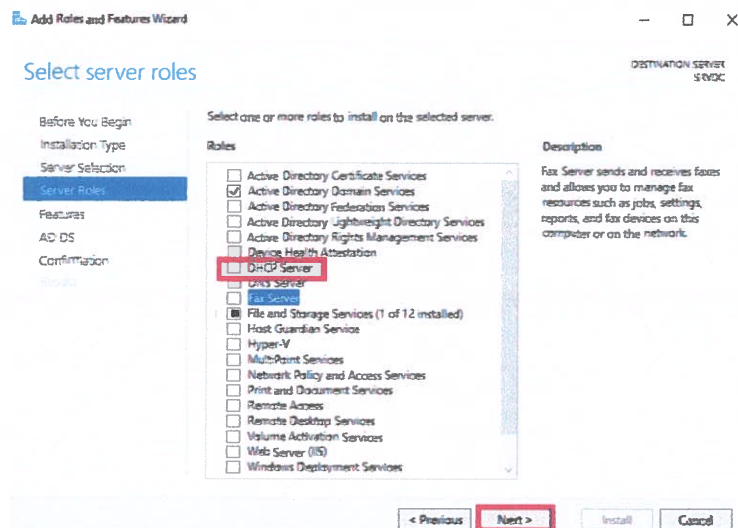 Add Roles and Features Wizard
Select server roles
DESTINATION SERVER
SRVDC
Before You Begin
Installation Type
Server Selection
Server Roles
Features
AD DS
Confirmation
Results
Select one or more roles to install on the selected server.
Roles
Active Directory Certificate Services
Active Directory Domain Services
Active Directory Federation Services
Active Directory Lightweight Directory Services
Active Directory Rights Management Services
Device Health Attestation
DHCP Server
DNS Server
Fax Server
File and Storage Services (1 of 12 installed)
Host Guardian Service
Hyper-V
MultiPoint Services
Network Policy and Access Services
Print and Document Services
Remote Access
Remote Desktop Services
Volume Activation Services
Web Server (IIS)
Windows Deployment Services
Description
Fax Server sends and receives faxes
and allows you to manage fax
resources such as jobs, settings,
reports, and fax devices on this
computer or on the network.
< Previous
Next >
Install
Cancel